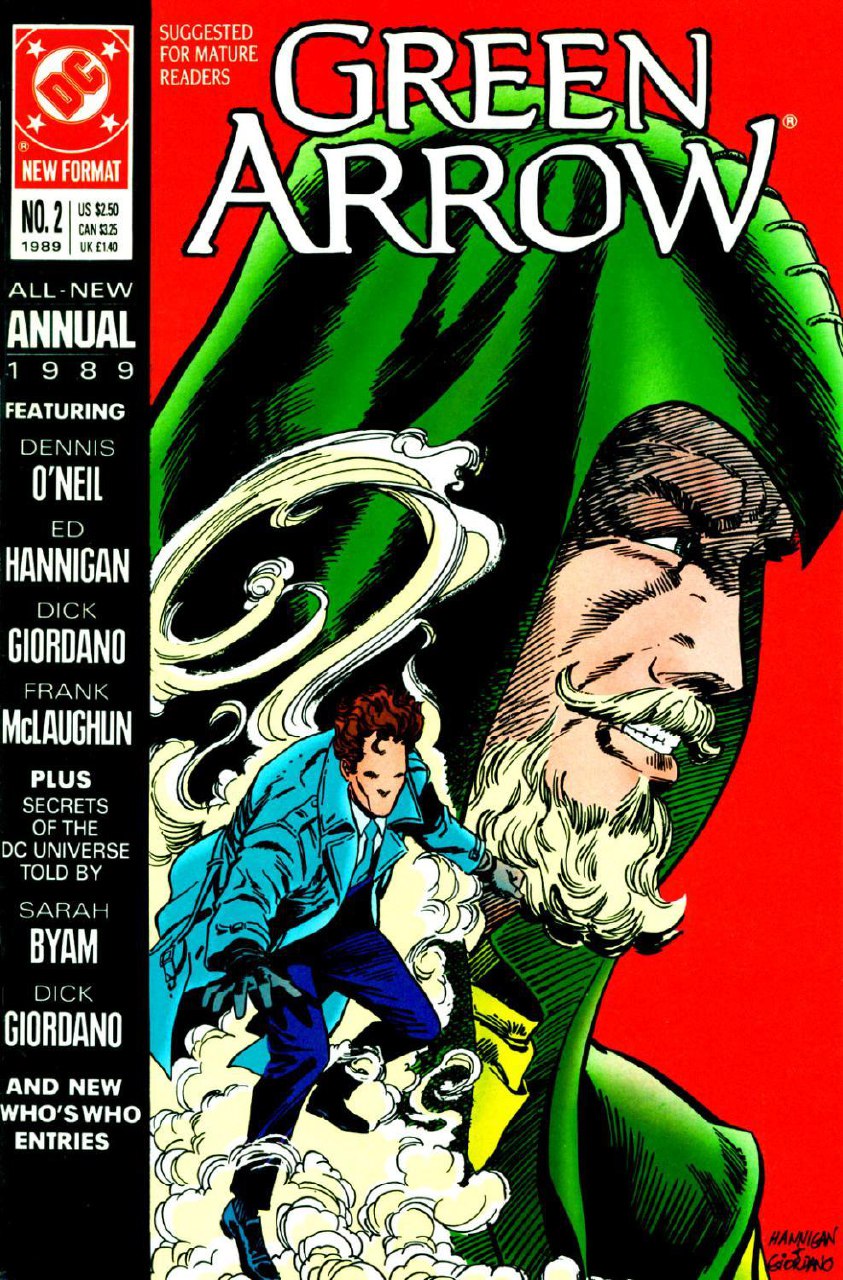 DC
®
NEW FORMAT
NO. 2
1989
US $2.50
CAN $3.25
UK £1.40
SUGGESTED
FOR MATURE
READERS
GREEN
ARROW®
ALL-NEW
ANNUAL
1989
FEATURING
DENNIS
O'NEIL
ED
HANNIGAN
DICK
GIORDANO
FRANK
McLAUGHLIN
PLUS
SECRETS
OF THE
DC UNIVERSE
TOLD BY
SARAH
BYAM
DICK
GIORDANO
AND NEW
WHO'S WHO
ENTRIES
HANNIGAN
&
GIORDANO